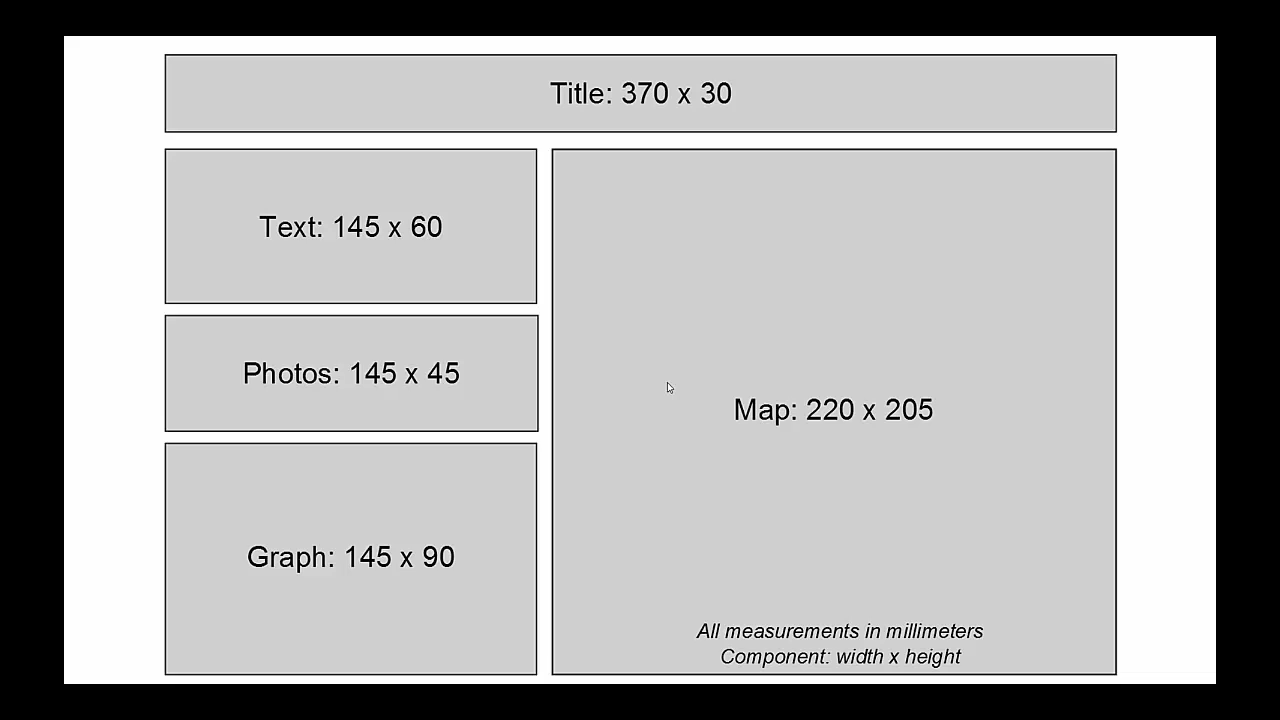 Title: 370 x 30
Text: 145 x 60
Photos: 145 x 45
Graph: 145 x 90
Map: 220 x 205
All measurements in millimeters
Component: width x height